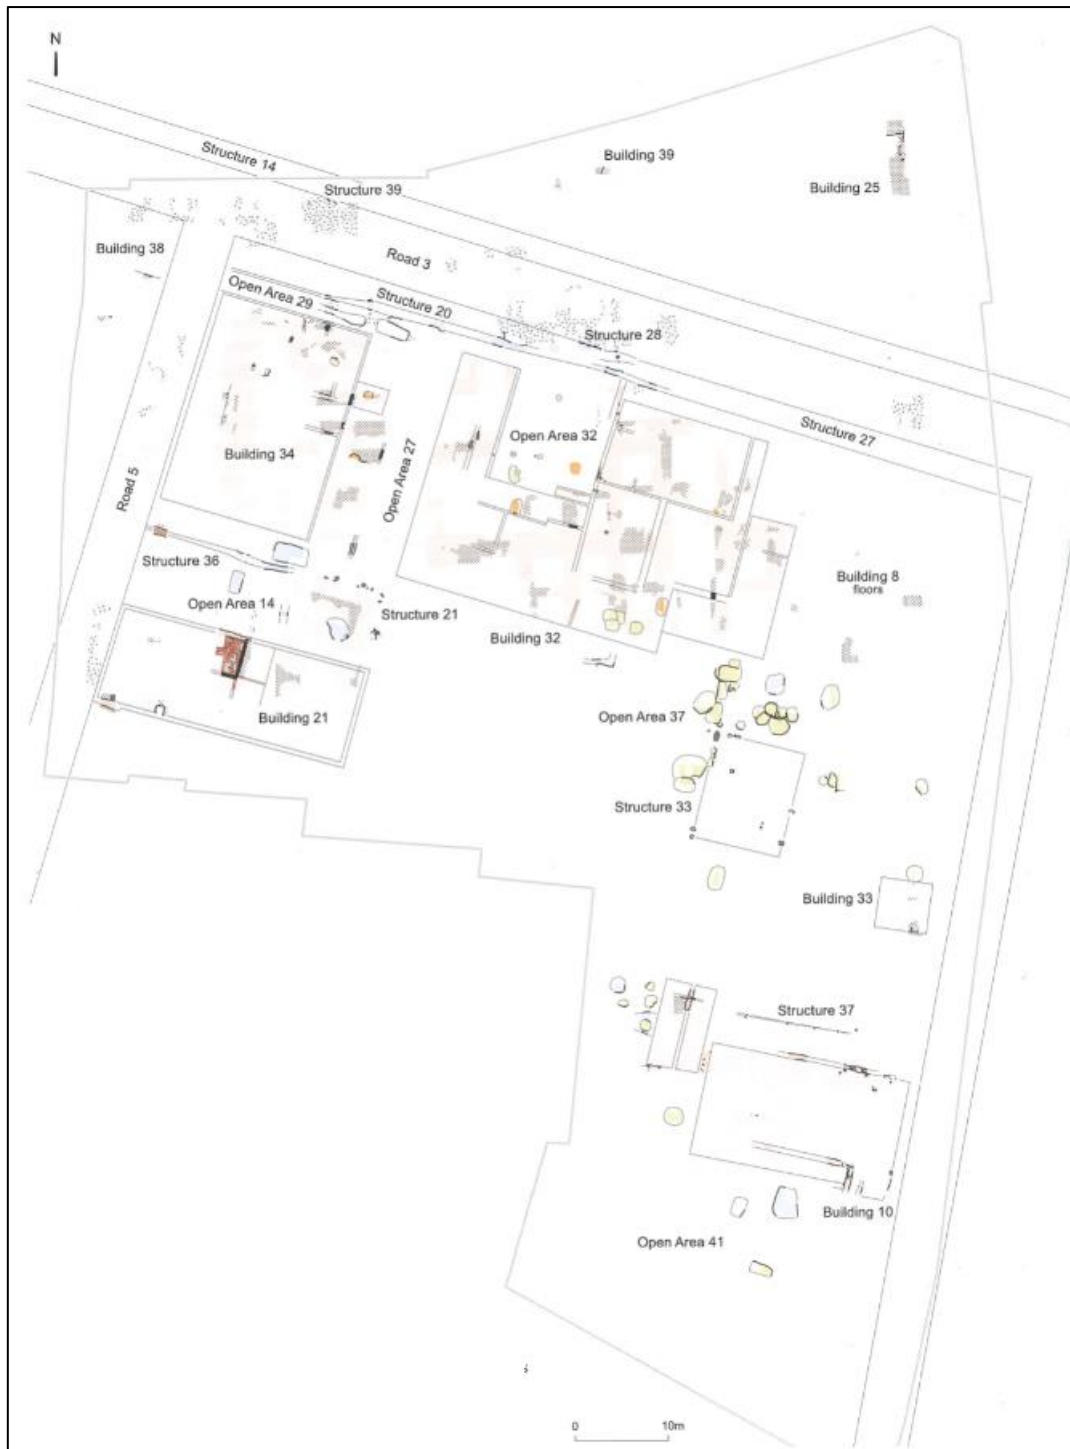 N
Structure 14
Building 39
Building 25
Structure 39
Building 38
Road 3
Open Area 29
Structure 20
Structure 28
Structure 27
Open Area 32
Building 34
Open Area 27
Road 5
Structure 36
Building 8
floors
Open Area 14
Structure 21
Building 32
Open Area 37
Building 21
Structure 33
Building 33
Structure 37
Building 10
Open Area 41
0 10m